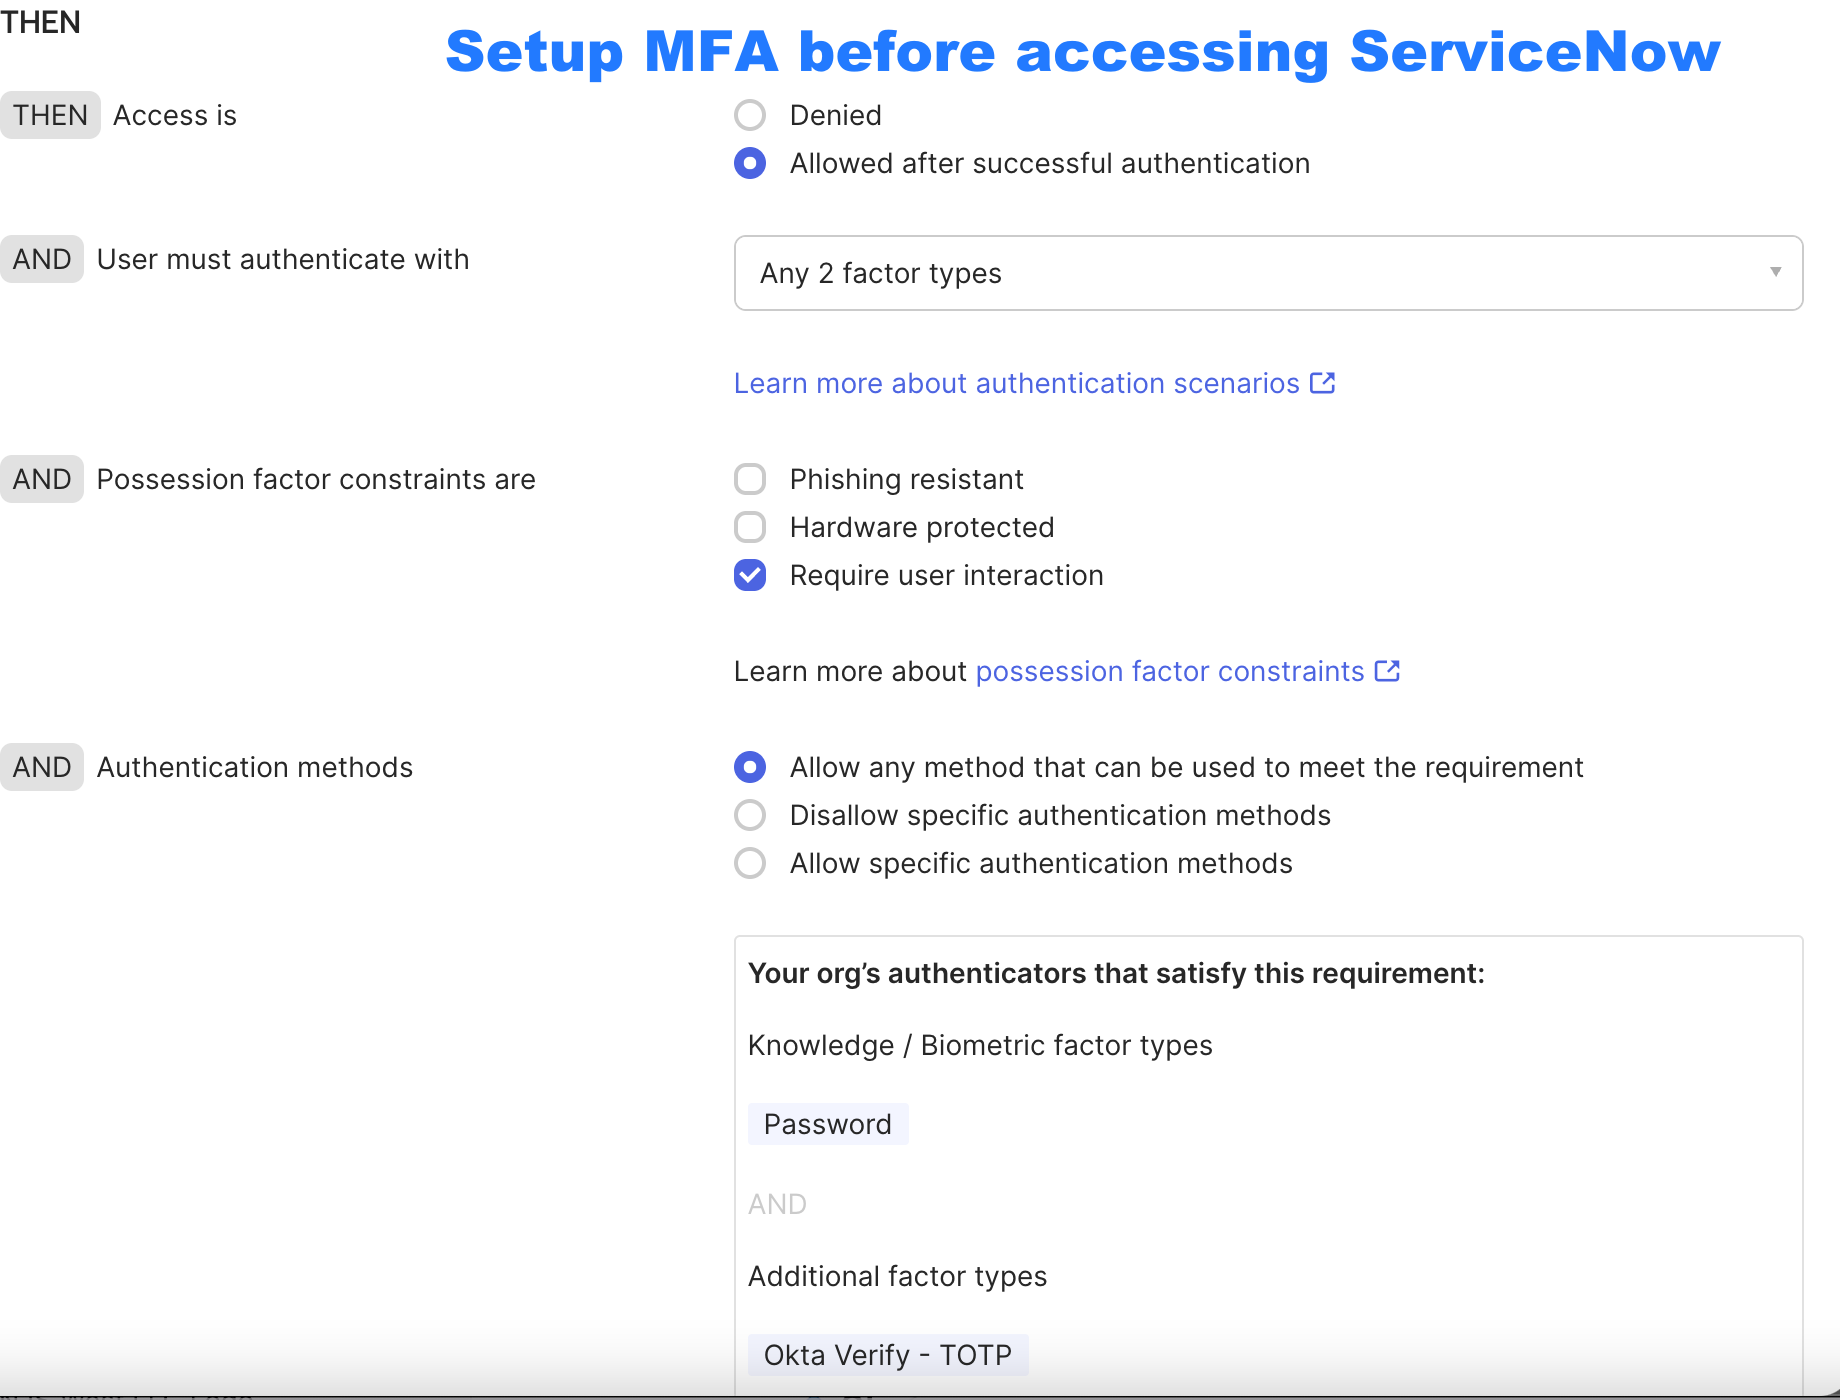 THEN
Setup MFA before accessing ServiceNow
THEN Access is
Denied
Allowed after successful authentication
AND User must authenticate with
Any 2 factor types
Learn more about authentication scenarios
AND Possession factor constraints are
Phishing resistant
Hardware protected
Require user interaction
Learn more about possession factor constraints
AND Authentication methods
Allow any method that can be used to meet the requirement
Disallow specific authentication methods
Allow specific authentication methods
Your org’s authenticators that satisfy this requirement:
Knowledge / Biometric factor types
Password
AND
Additional factor types
Okta Verify - TOTP